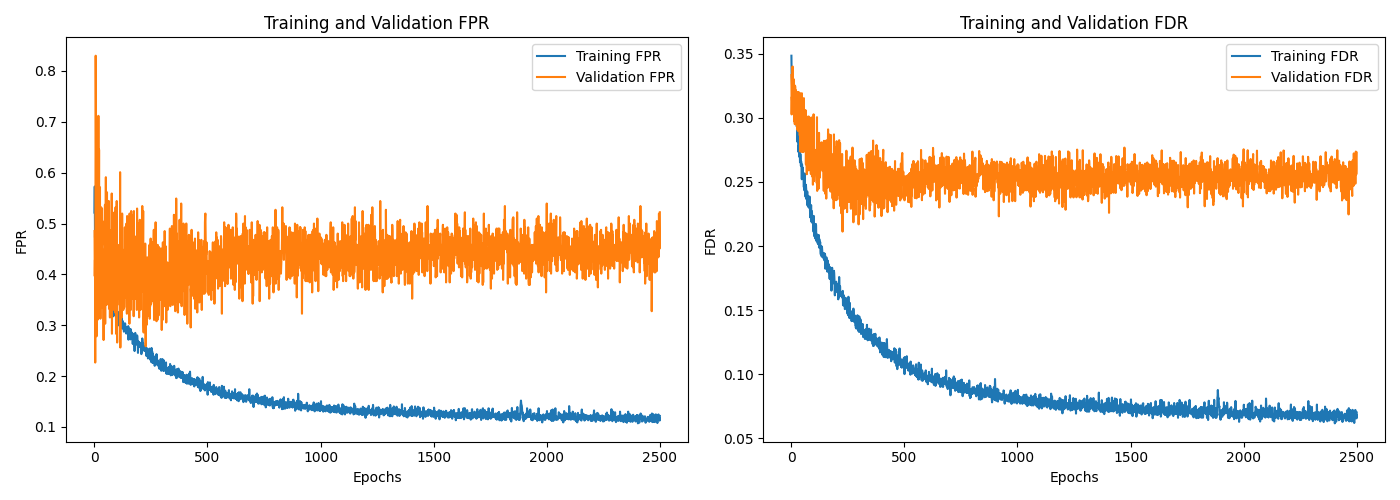 Training and Validation FPR
Training FPR
Validation FPR
0.8
0.7
0.6
0.5
0.4
0.3
0.2
0.1
FPR
0 500 1000 1500 2000 2500
Epochs
Training and Validation FDR
Training FDR
Validation FDR
0.35
0.30
0.25
0.20
0.15
0.10
0.05
FDR
0 500 1000 1500 2000 2500
Epochs